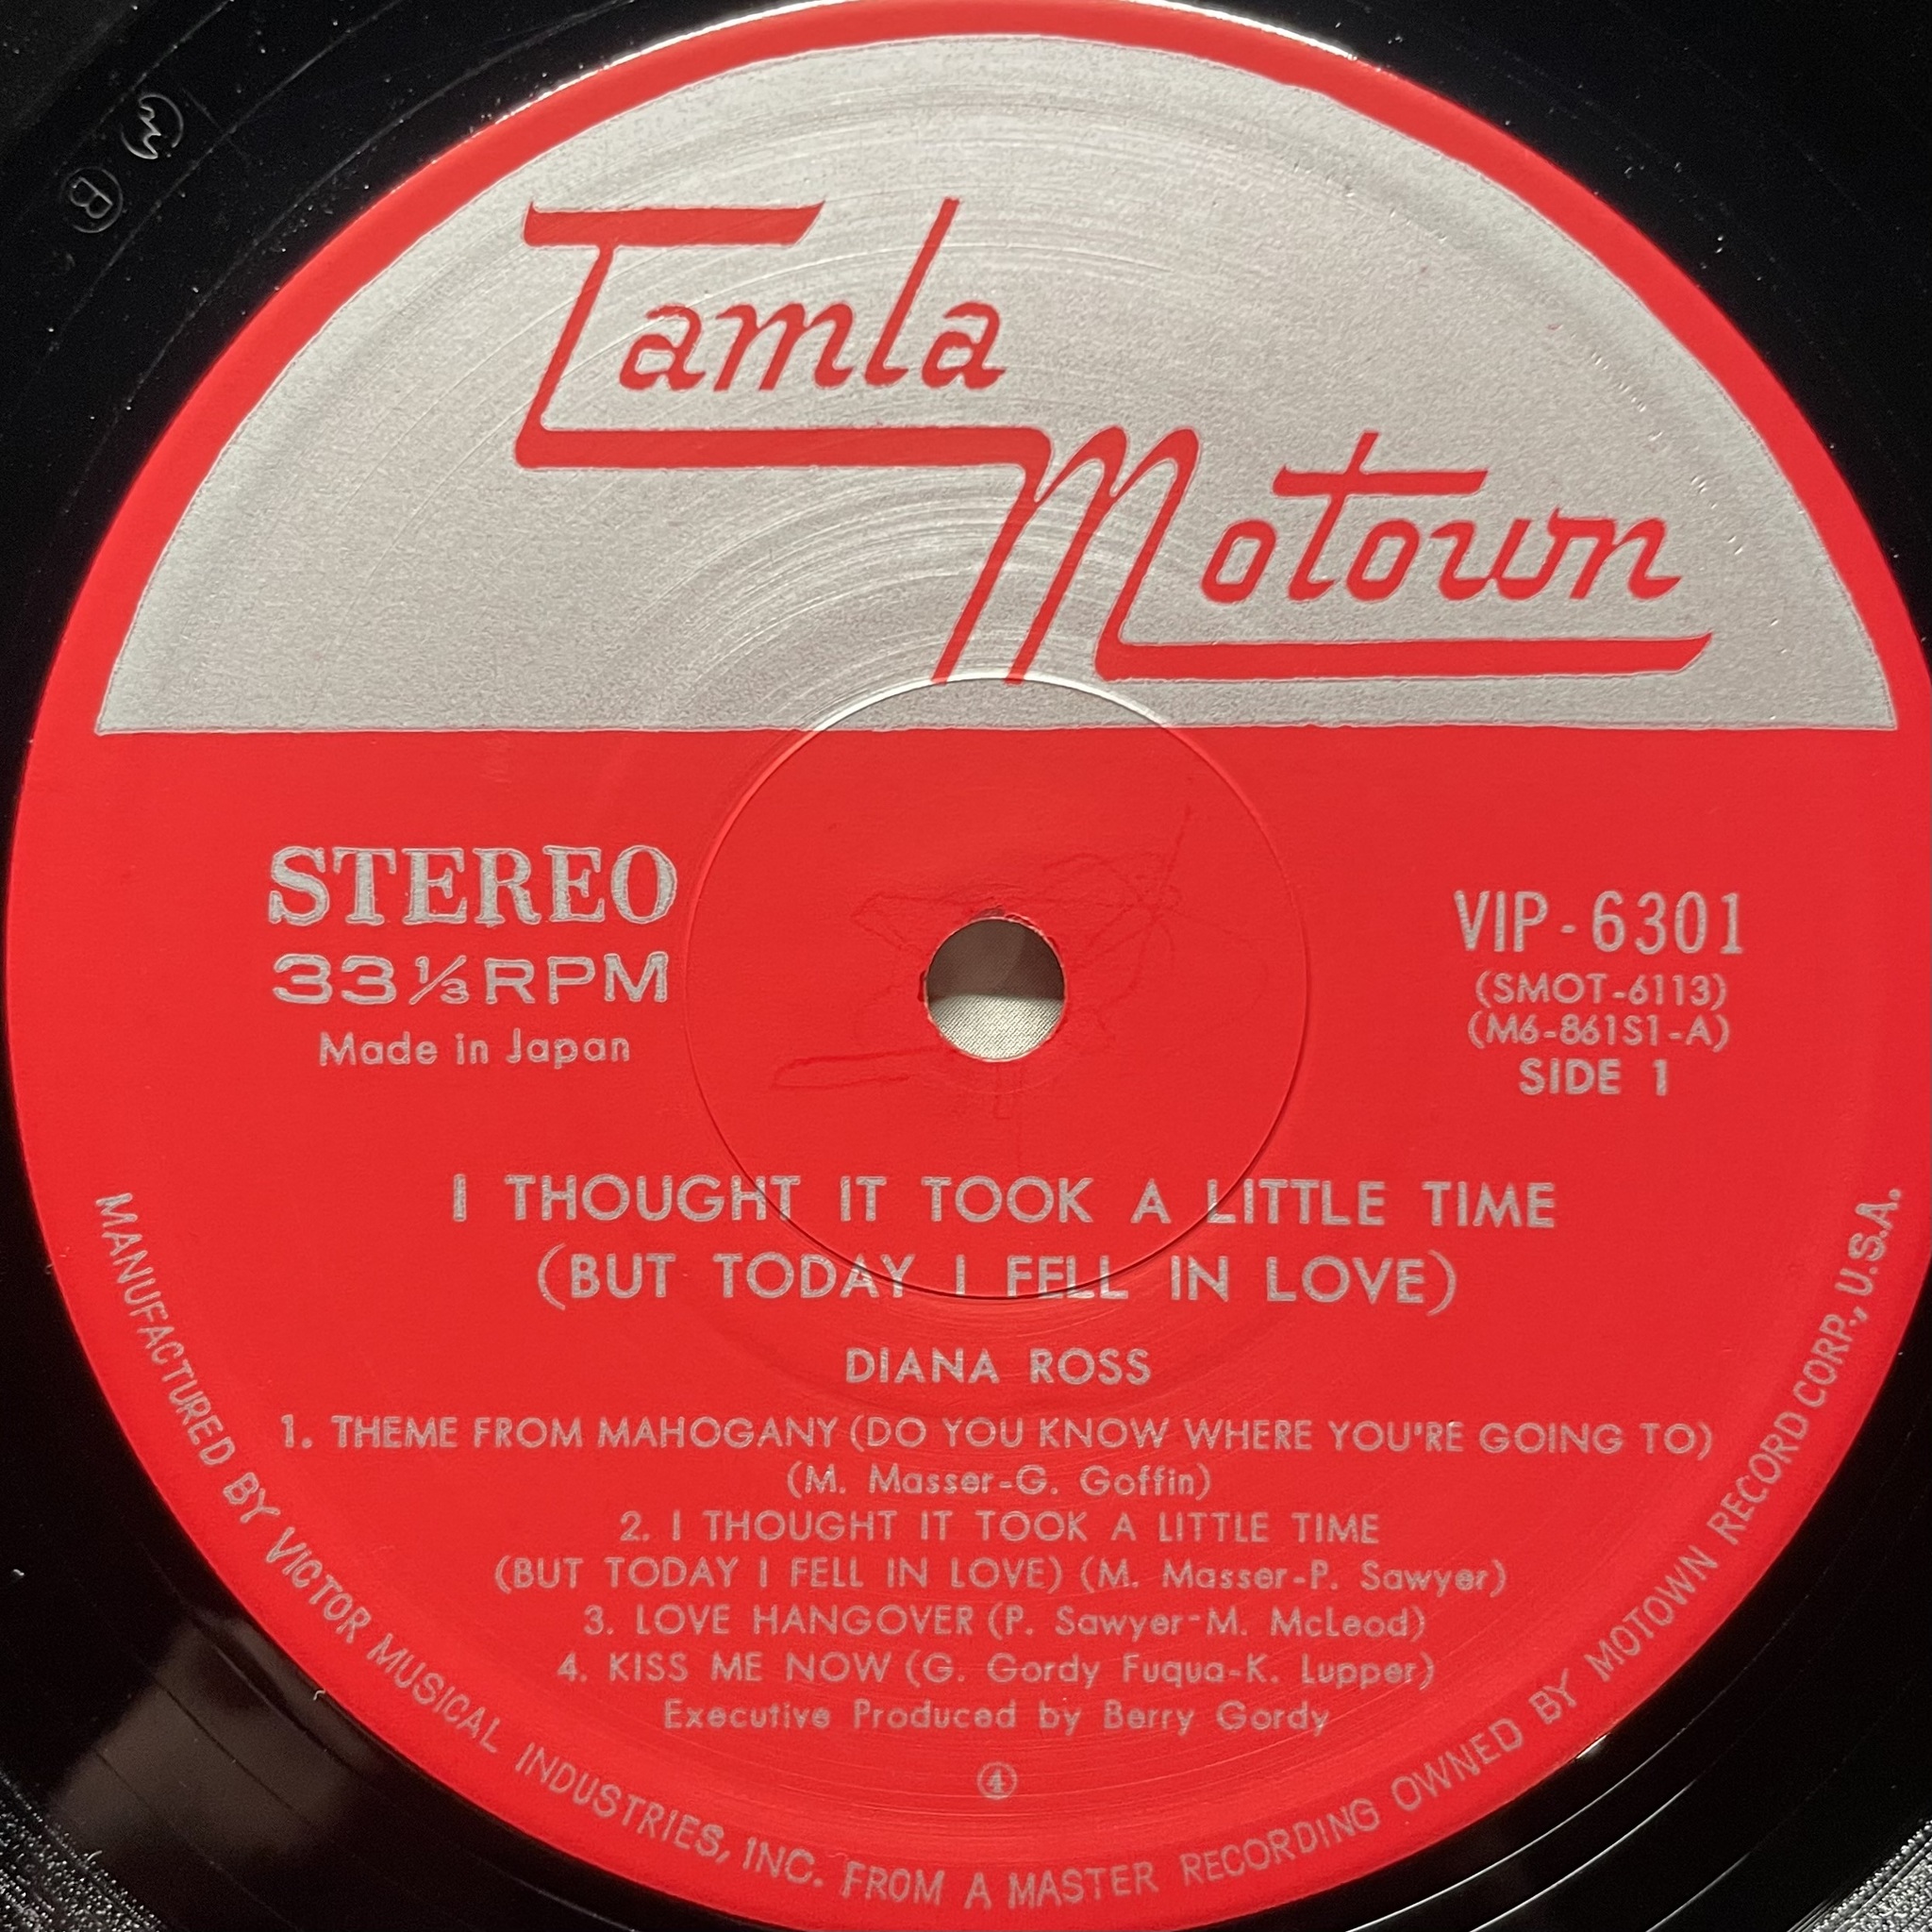 Tamla
Motown
STEREO
33⅓RPM
Made in Japan
VIP-6301
(SMOT-6113)
(M6-861S1-A)
SIDE 1
I THOUGHT IT TOOK A LITTLE TIME
(BUT TODAY I FELL IN LOVE)
DIANA ROSS
1. THEME FROM MAHOGANY (DO YOU KNOW WHERE YOU'RE GOING TO)
(M. Masser-G. Goffin)
2. I THOUGHT IT TOOK A LITTLE TIME
(BUT TODAY I FELL IN LOVE) (M. Masser-P. Sawyer)
3. LOVE HANGOVER (P. Sawyer-M. McLeod)
4. KISS ME NOW (G. Gordy Fuqua-K. Lupper)
Executive Produced by Berry Gordy
④
MANUFACTURED BY VICTOR MUSICAL INDUSTRIES, INC. FROM A MASTER RECORDING OWNED BY MOTOWN RECORD CORP., U.S.A.
Ⓑ